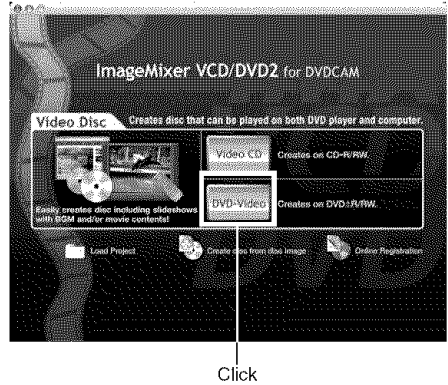 ImageMixer VCD/DVD2 for DVDCAM
Video Disc
Creates disc that can be played on both DVD player and computer.
Video CD
Creates on CD-R/RW.
DVD-Video
Creates on DVD±R/RW.
Easily creates disc including slideshows
with BGM and/or movie contents!
Load Project
Create disc from disc image
Online Registration
Click